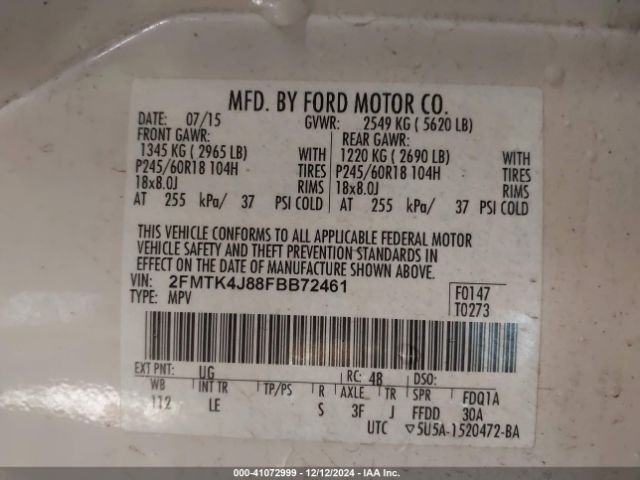 MFD. BY FORD MOTOR CO.
DATE: 07/15 GVWR: 2549 KG ( 5620 LB)
FRONT GAWR: REAR GAWR:
1345 KG ( 2965 LB) WITH 1220 KG ( 2690 LB) WITH
P245/60R18 104H TIRES P245/60R18 104H TIRES
18x8.0J RIMS 18x8.0J RIMS
AT 255 kPa/ 37 PSI COLD AT 255 kPa/ 37 PSI COLD
THIS VEHICLE CONFORMS TO ALL APPLICABLE FEDERAL MOTOR
VEHICLE SAFETY AND THEFT PREVENTION STANDARDS IN
EFFECT ON THE DATE OF MANUFACTURE SHOWN ABOVE.
VIN: 2FMTK4J88FBB72461 F0147
TYPE: MPV T0273
EXT PNT: UG RC: 48 DSO:
WB INT TR TP/PS R AXLE TR SPR FDQ1A
112 LE S 3F J FFDD 30A
UTC ▽5U5A-1520472-BA
000-41072999 - 12/12/2024 - IAA Inc.